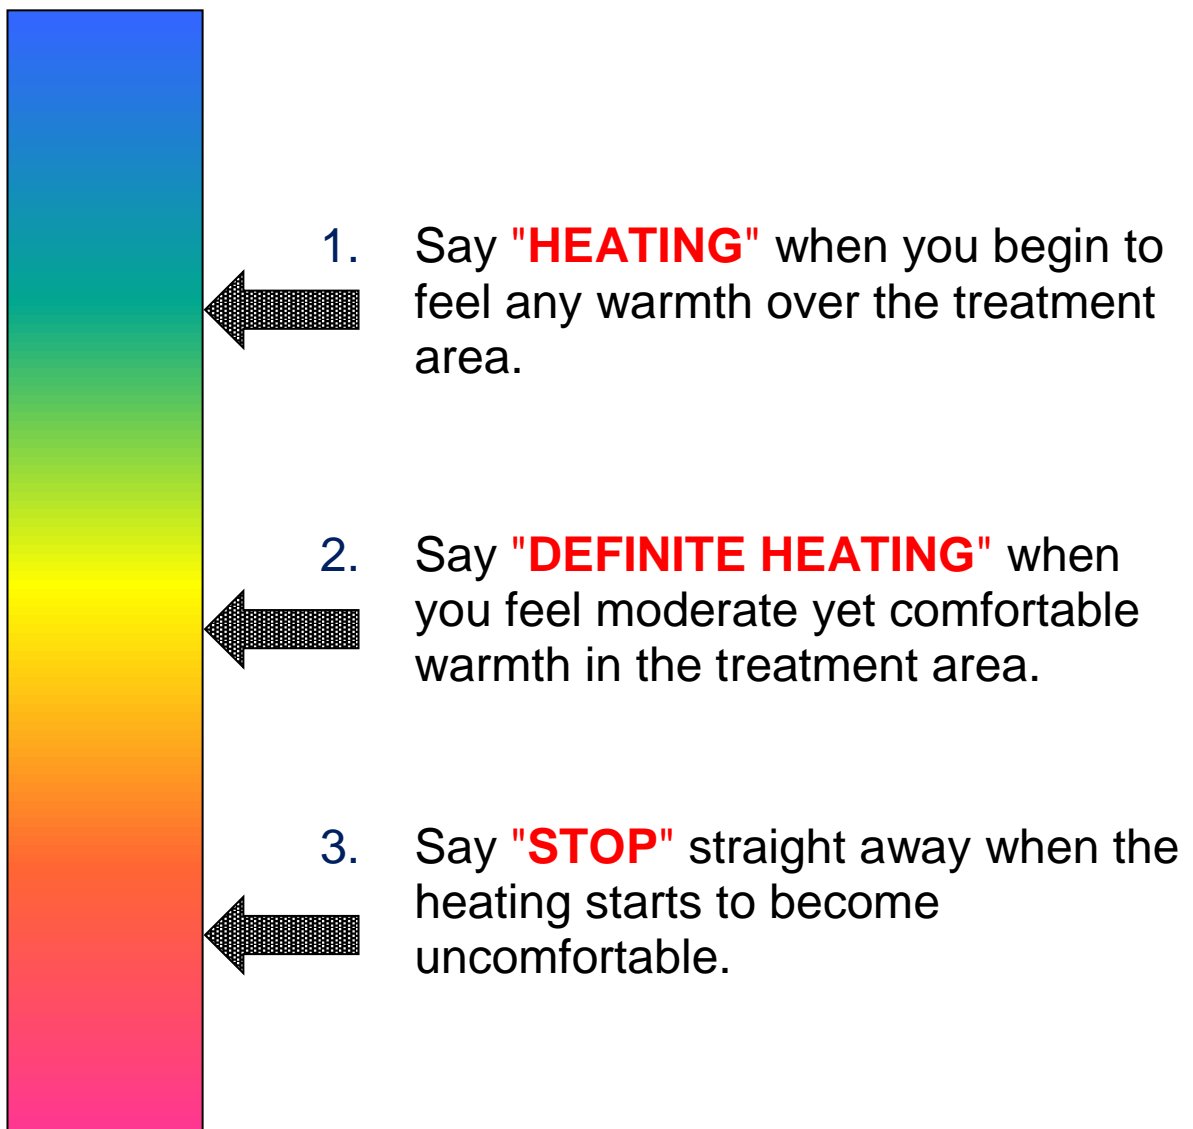 1. Say "HEATING" when you begin to
feel any warmth over the treatment
area.
2. Say "DEFINITE HEATING" when
you feel moderate yet comfortable
warmth in the treatment area.
3. Say "STOP" straight away when the
heating starts to become
uncomfortable.